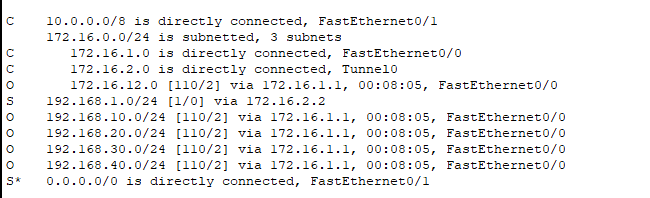 C    10.0.0.0/8 is directly connected, FastEthernet0/1
     172.16.0.0/24 is subnetted, 3 subnets
C       172.16.1.0 is directly connected, FastEthernet0/0
C       172.16.2.0 is directly connected, Tunnel0
O       172.16.12.0 [110/2] via 172.16.1.1, 00:08:05, FastEthernet0/0
S    192.168.1.0/24 [1/0] via 172.16.2.2
O    192.168.10.0/24 [110/2] via 172.16.1.1, 00:08:05, FastEthernet0/0
O    192.168.20.0/24 [110/2] via 172.16.1.1, 00:08:05, FastEthernet0/0
O    192.168.30.0/24 [110/2] via 172.16.1.1, 00:08:05, FastEthernet0/0
O    192.168.40.0/24 [110/2] via 172.16.1.1, 00:08:05, FastEthernet0/0
S*   0.0.0.0/0 is directly connected, FastEthernet0/1